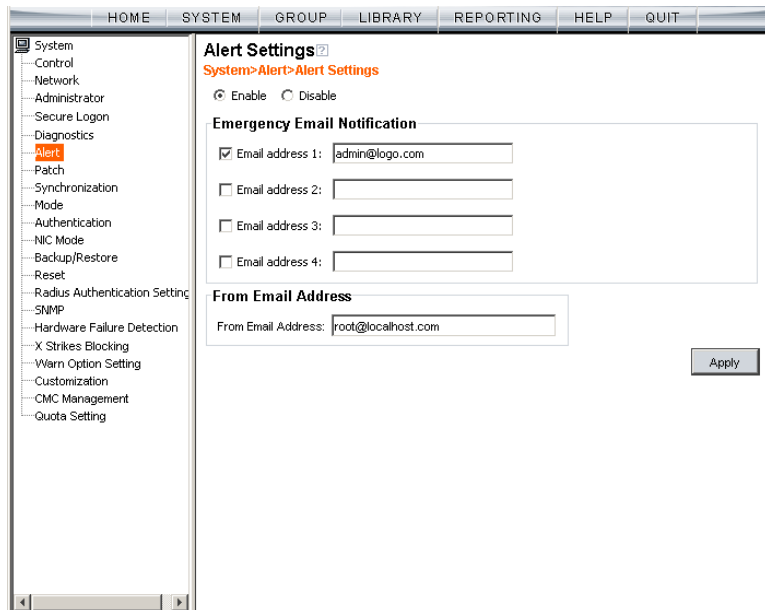 HOME SYSTEM GROUP LIBRARY REPORTING HELP QUIT
System
Control
Network
Administrator
Secure Logon
Diagnostics
Alert
Patch
Synchronization
Mode
Authentication
NIC Mode
Backup/Restore
Reset
Radius Authentication Setting
SNMP
Hardware Failure Detection
X Strikes Blocking
Warn Option Setting
Customization
CMC Management
Quota Setting
Alert Settings ?
System>Alert>Alert Settings
Enable Disable
Emergency Email Notification
Email address 1: admin@logo.com
Email address 2:
Email address 3:
Email address 4:
From Email Address
From Email Address: root@localhost.com
Apply